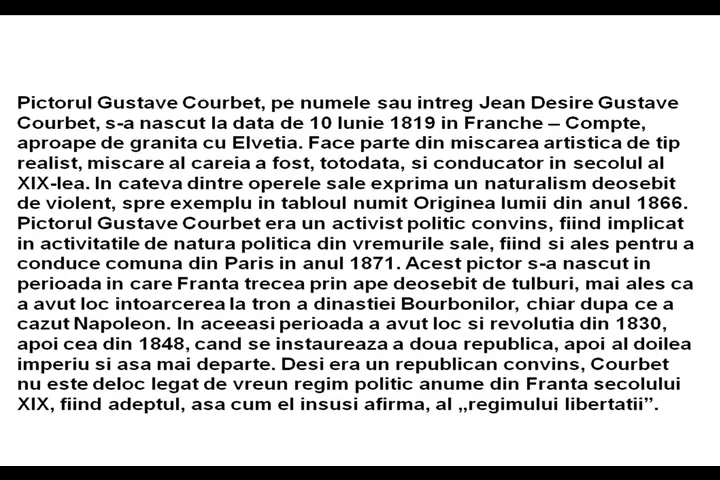 Pictorul Gustave Courbet, pe numele sau intreg Jean Desire Gustave
Courbet, s-a nascut la data de 10 Iunie 1819 in Franche – Compte,
aproape de granita cu Elvetia. Face parte din miscarea artistica de tip
realist, miscare al careia a fost, totodata, si conducator in secolul al
XIX-lea. In cateva dintre operele sale exprima un naturalism deosebit
de violent, spre exemplu in tabloul numit Originea lumii din anul 1866.
Pictorul Gustave Courbet era un activist politic convins, fiind implicat
in activitatile de natura politica din vremurile sale, fiind si ales pentru a
conduce comuna din Paris in anul 1871. Acest pictor s-a nascut in
perioada in care Franta trecea prin ape deosebit de tulburi, mai ales ca
a avut loc intoarcerea la tron a dinastiei Bourbonilor, chiar dupa ce a
cazut Napoleon. In aceeasi perioada a avut loc si revolutia din 1830,
apoi cea din 1848, cand se instaureaza a doua republica, apoi al doilea
imperiu si asa mai departe. Desi era un republican convins, Courbet
nu este deloc legat de vreun regim politic anume din Franta secolului
XIX, fiind adeptul, asa cum el insusi afirma, al „regimului libertatii”.